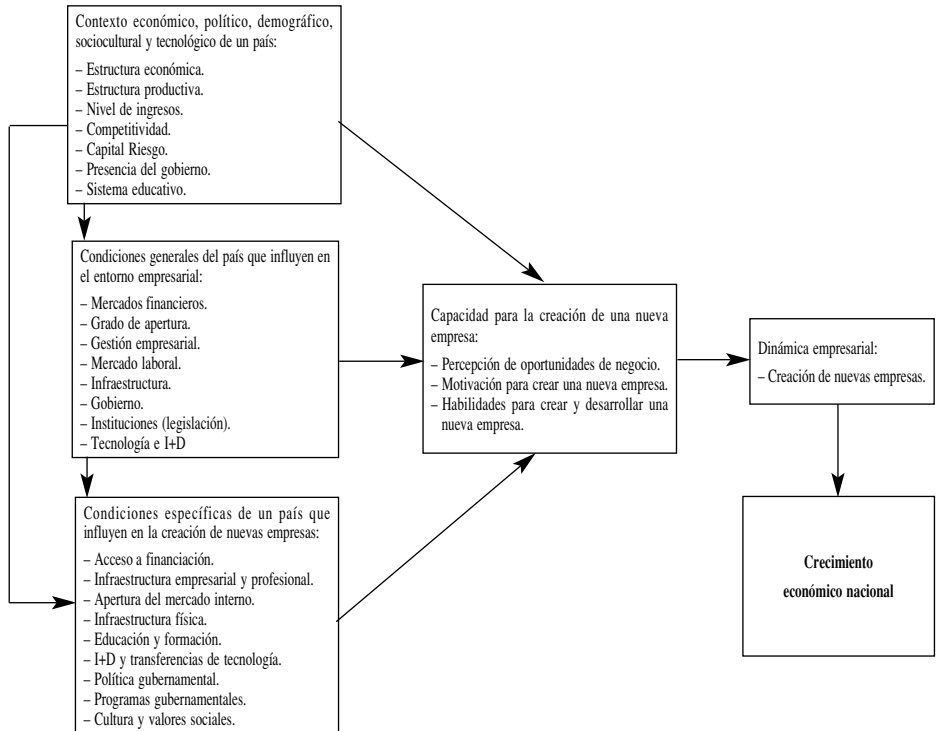 Contexto económico, político, demográfico,
sociocultural y tecnológico de un país:
– Estructura económica.
– Estructura productiva.
– Nivel de ingresos.
– Competitividad.
– Capital Riesgo.
– Presencia del gobierno.
– Sistema educativo.
Condiciones generales del país que influyen en
el entorno empresarial:
– Mercados financieros.
– Grado de apertura.
– Gestión empresarial.
– Mercado laboral.
– Infraestructura.
– Gobierno.
– Instituciones (legislación).
– Tecnología e I+D
Condiciones específicas de un país que
influyen en la creación de nuevas empresas:
– Acceso a financiación.
– Infraestructura empresarial y profesional.
– Apertura del mercado interno.
– Infraestructura física.
– Educación y formación.
– I+D y transferencias de tecnología.
– Política gubernamental.
– Programas gubernamentales.
– Cultura y valores sociales.
Capacidad para la creación de una nueva
empresa:
– Percepción de oportunidades de negocio.
– Motivación para crear una nueva empresa.
– Habilidades para crear y desarrollar una
nueva empresa.
Dinámica empresarial:
– Creación de nuevas empresas.
Crecimiento
económico nacional